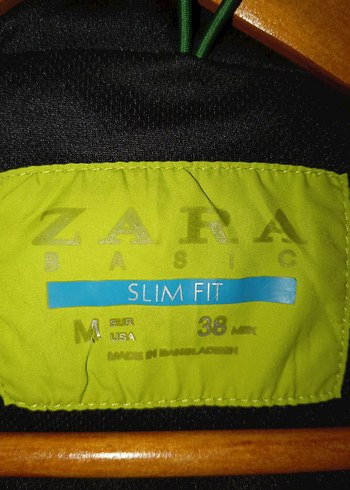 ZARA
BASIC
SLIM FIT
M EUR USA 38 MEX
MADE IN BANGLADESH